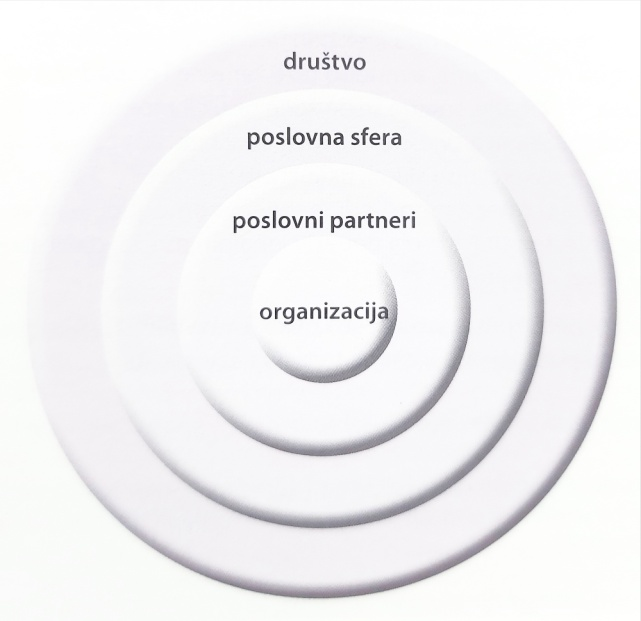 društvo
poslovna sfera
poslovni partneri
organizacija